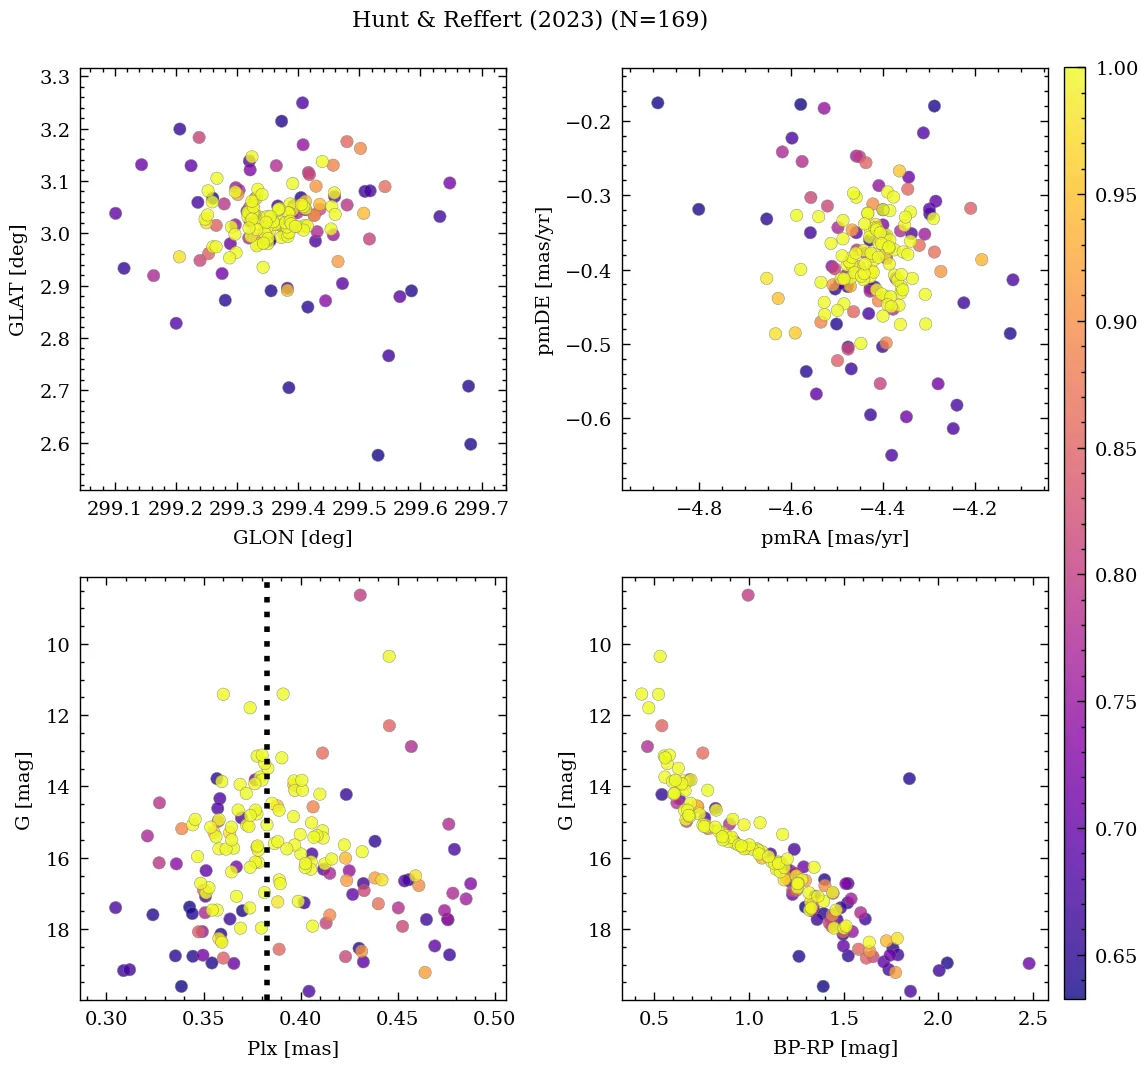 Hunt & Reffert (2023) (N=169)
3.3
3.2
3.1
3.0
2.9
2.8
2.7
2.6
GLAT [deg]
299.1 299.2 299.3 299.4 299.5 299.6 299.7
GLON [deg]
−0.2
−0.3
−0.4
−0.5
−0.6
pmDE [mas/yr]
−4.8 −4.6 −4.4 −4.2
pmRA [mas/yr]
1.00
0.95
0.90
0.85
0.80
0.75
0.70
0.65
10
12
14
16
18
G [mag]
0.30 0.35 0.40 0.45 0.50
Plx [mas]
10
12
14
16
18
G [mag]
0.5 1.0 1.5 2.0 2.5
BP-RP [mag]